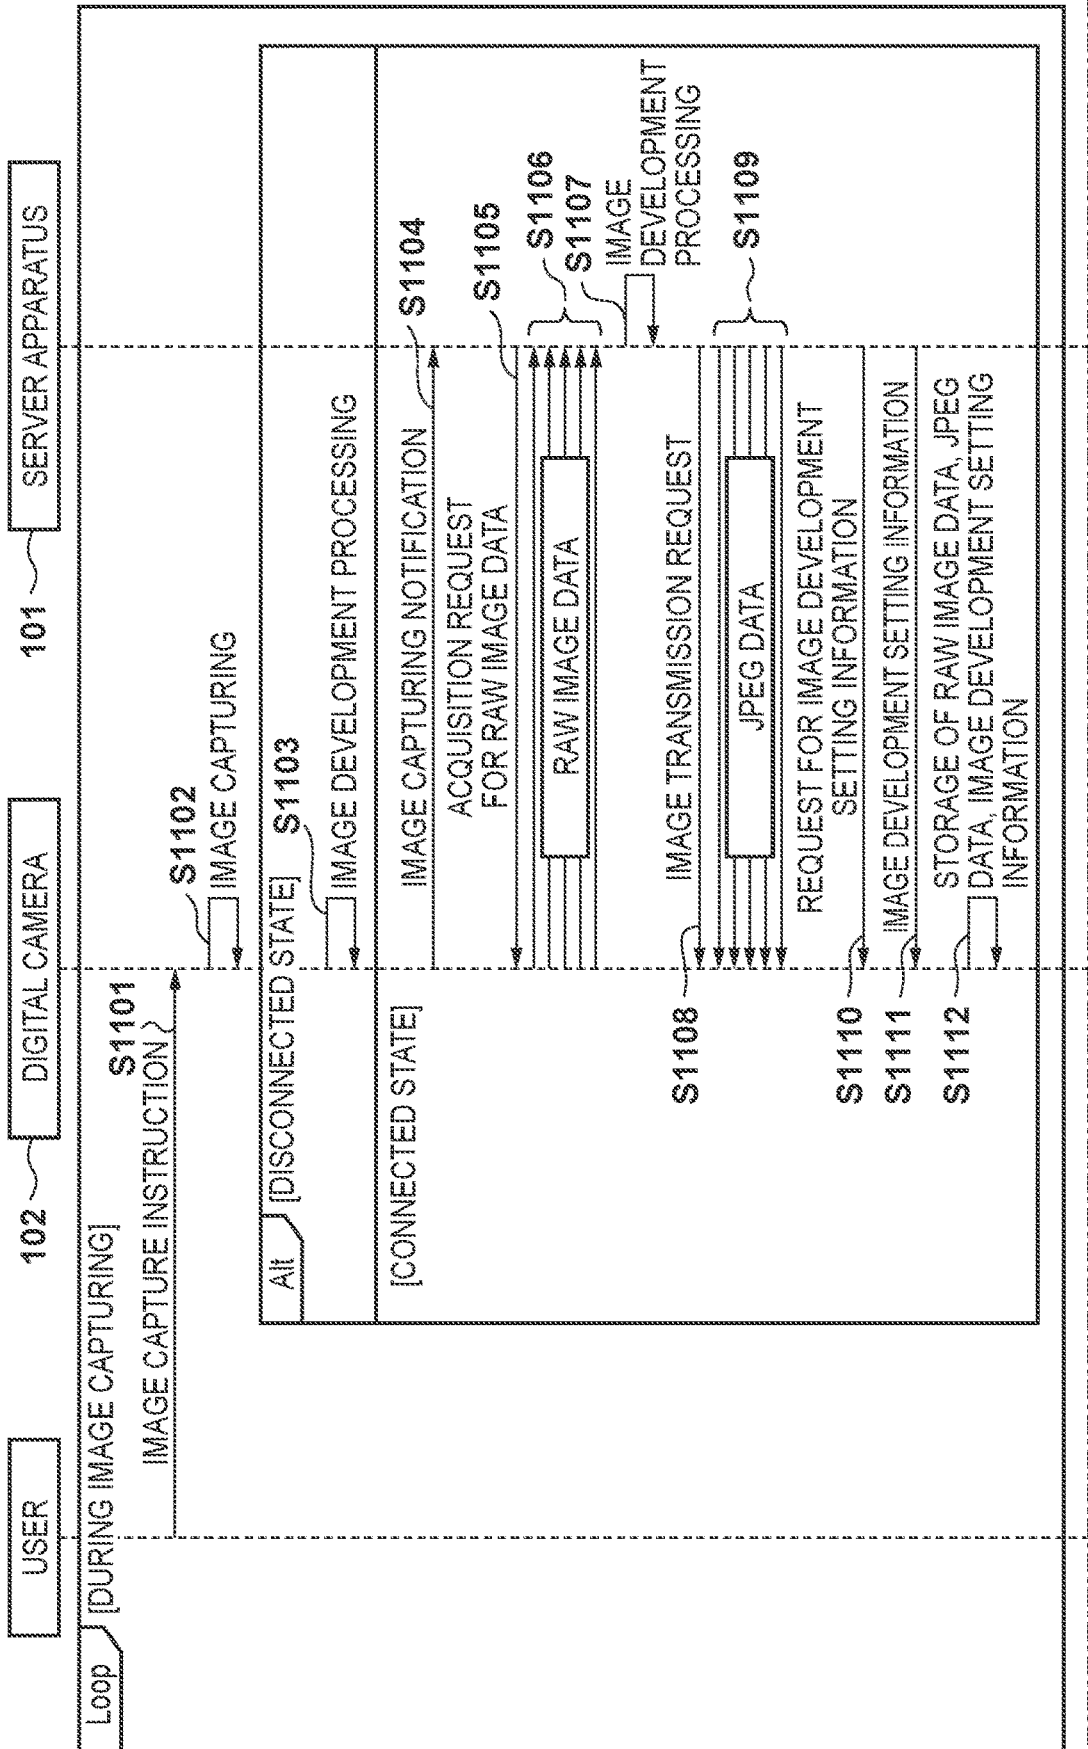 USER
102
DIGITAL CAMERA
101
SERVER APPARATUS
Loop
[DURING IMAGE CAPTURING]
IMAGE CAPTURE INSTRUCTION
S1101
S1102
IMAGE CAPTURING
Alt
[DISCONNECTED STATE]
S1103
IMAGE DEVELOPMENT PROCESSING
[CONNECTED STATE]
IMAGE CAPTURING NOTIFICATION
S1104
ACQUISITION REQUEST
FOR RAW IMAGE DATA
S1105
RAW IMAGE DATA
S1106
S1107
IMAGE
DEVELOPMENT
PROCESSING
IMAGE TRANSMISSION REQUEST
S1108
JPEG DATA
S1109
REQUEST FOR IMAGE DEVELOPMENT
SETTING INFORMATION
S1110
IMAGE DEVELOPMENT SETTING INFORMATION
S1111
STORAGE OF RAW IMAGE DATA, JPEG
DATA, IMAGE DEVELOPMENT SETTING
INFORMATION
S1112